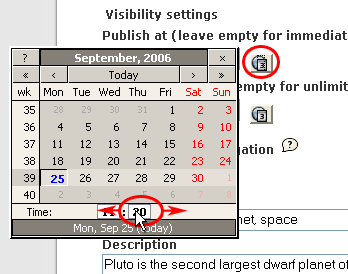 Visibility settings
Publish at (leave empty for immediat
? September, 2006 ×
« ‹ Today › »
wk Mon Tue Wed Thu Fri Sat Sun
mpty for unlimit
35 28 29 30 31 1 2 3
36 4 5 6 7 8 9 10
37 11 12 13 14 15 16 17
gation ?
38 18 19 20 21 22 23 24
39 25 26 27 28 29 30 1
40 2 3 4 5 6 7 8
Time: :
net, space
Mon, Sep 25 (today)
Description
Pluto is the second largest dwarf planet of